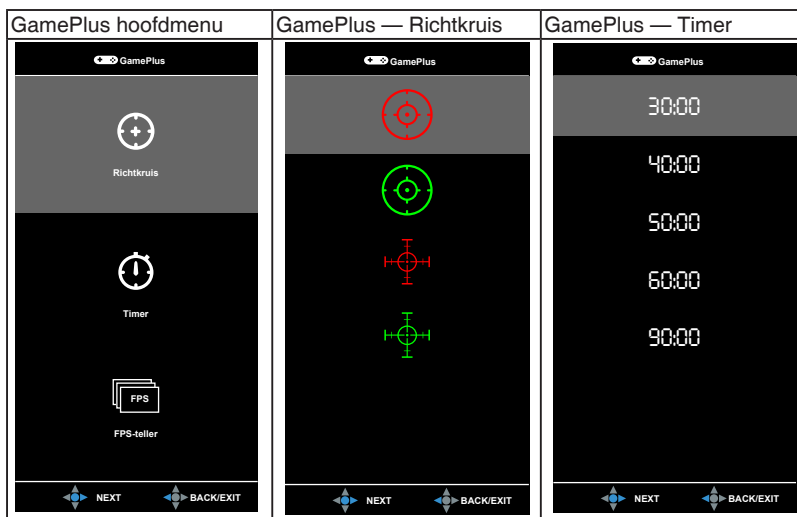 GamePlus hoofdmenu
GamePlus
Richtkruis
Timer
FPS
FPS-teller
NEXT BACK/EXIT
GamePlus — Richtkruis
GamePlus
NEXT BACK/EXIT
GamePlus — Timer
GamePlus
30:00
40:00
50:00
60:00
90:00
NEXT BACK/EXIT